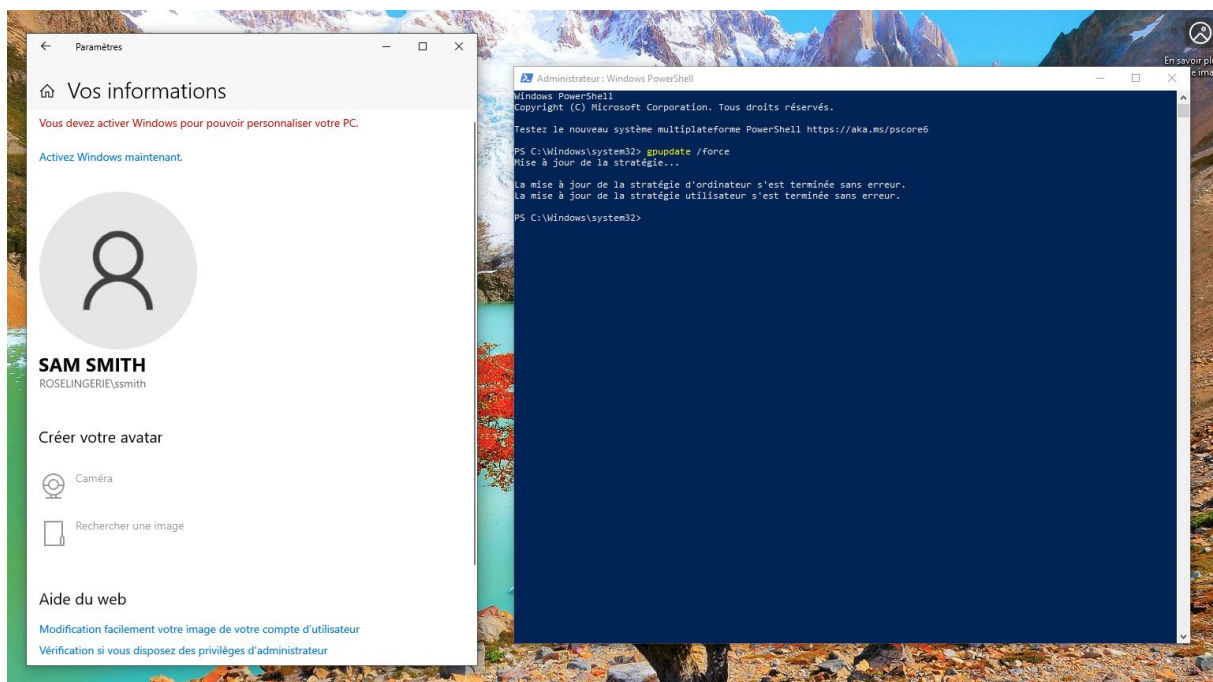 Paramètres
Vos informations
Vous devez activer Windows pour pouvoir personnaliser votre PC.
Activez Windows maintenant.
SAM SMITH
ROSELINGERIE\ssmith
Créer votre avatar
Caméra
Rechercher une image
Aide du web
Modification facilement votre image de votre compte d'utilisateur
Vérification si vous disposez des privilèges d'administrateur
Administrateur : Windows PowerShell
Windows PowerShell
Copyright (C) Microsoft Corporation. Tous droits réservés.
Testez le nouveau système multiplateforme PowerShell https://aka.ms/pscore6
PS C:\Windows\system32> gpupdate /force
Mise à jour de la stratégie...
La mise à jour de la stratégie d'ordinateur s'est terminée sans erreur.
La mise à jour de la stratégie utilisateur s'est terminée sans erreur.
PS C:\Windows\system32>
En savoir